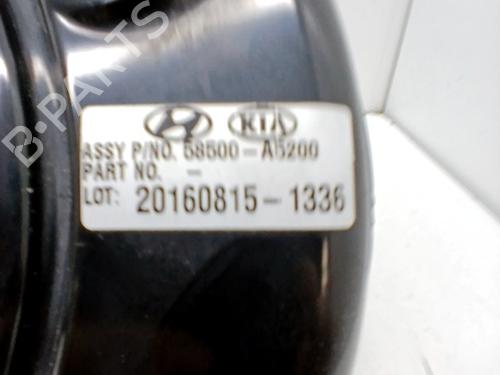 KIA
ASSY P/NO. 58500-A5200
PART NO. -
LOT: 20160815-1336
B-PARTS